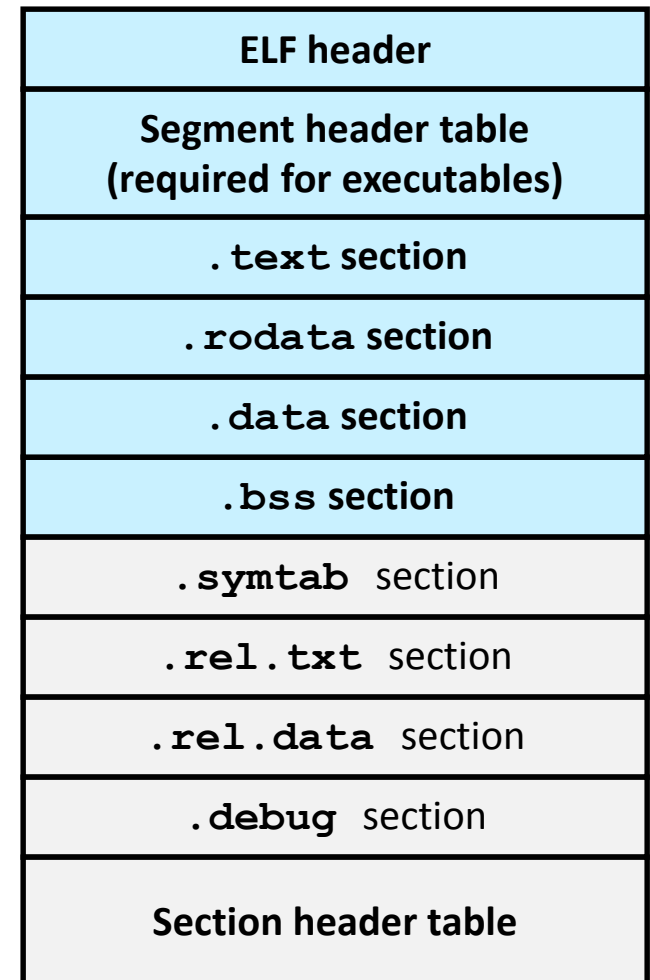 ELF header
Segment header table
(required for executables)
.text section
.rodata section
.data section
.bss section
.symtab section
.rel.txt section
.rel.data section
.debug section
Section header table